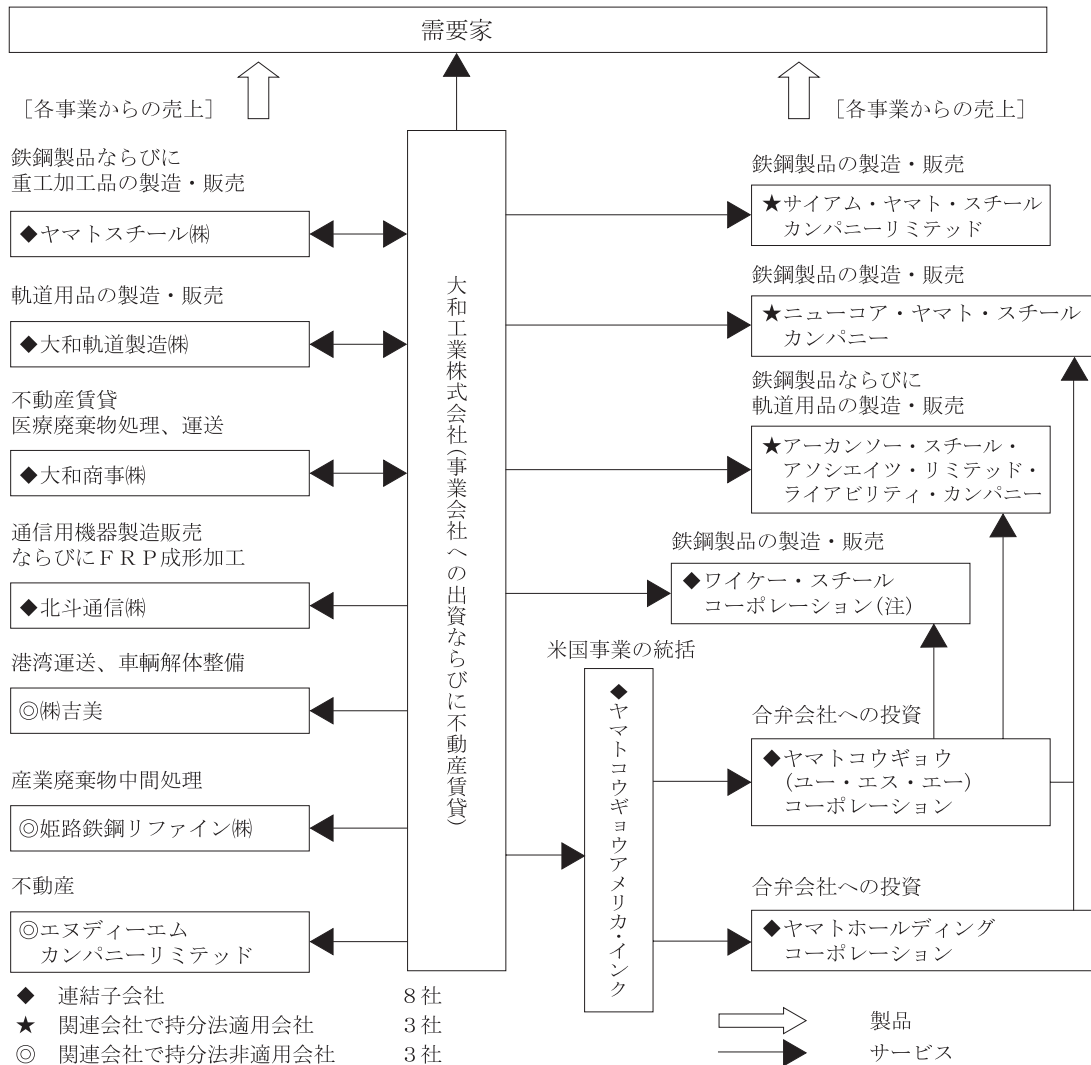 需要家
［各事業からの売上］
［各事業からの売上］
鉄鋼製品ならびに
重工加工品の製造・販売
◆ヤマトスチール㈱
軌道用品の製造・販売
◆大和軌道製造㈱
不動産賃貸
医療廃棄物処理、運送
◆大和商事㈱
通信用機器製造販売
ならびにＦＲＰ成形加工
◆北斗通信㈱
港湾運送、車輌解体整備
◎㈱吉美
産業廃棄物中間処理
◎姫路鉄鋼リファイン㈱
不動産
◎エヌディーエム
カンパニーリミテッド
大和工業株式会社(事業会社への出資ならびに不動産賃貸)
鉄鋼製品の製造・販売
★サイアム・ヤマト・スチール
カンパニーリミテッド
鉄鋼製品の製造・販売
★ニューコア・ヤマト・スチール
カンパニー
鉄鋼製品ならびに
軌道用品の製造・販売
★アーカンソー・スチール・
アソシエイツ・リミテッド・
ライアビリティ・カンパニー
鉄鋼製品の製造・販売
◆ワイケー・スチール
コーポレーション(注)
米国事業の統括
◆ヤマトコウギョウアメリカ・インク
合弁会社への投資
◆ヤマトコウギョウ
(ユー・エス・エー)
コーポレーション
合弁会社への投資
◆ヤマトホールディング
コーポレーション
◆ 連結子会社 8社
★ 関連会社で持分法適用会社 3社
◎ 関連会社で持分法非適用会社 3社
製品
サービス